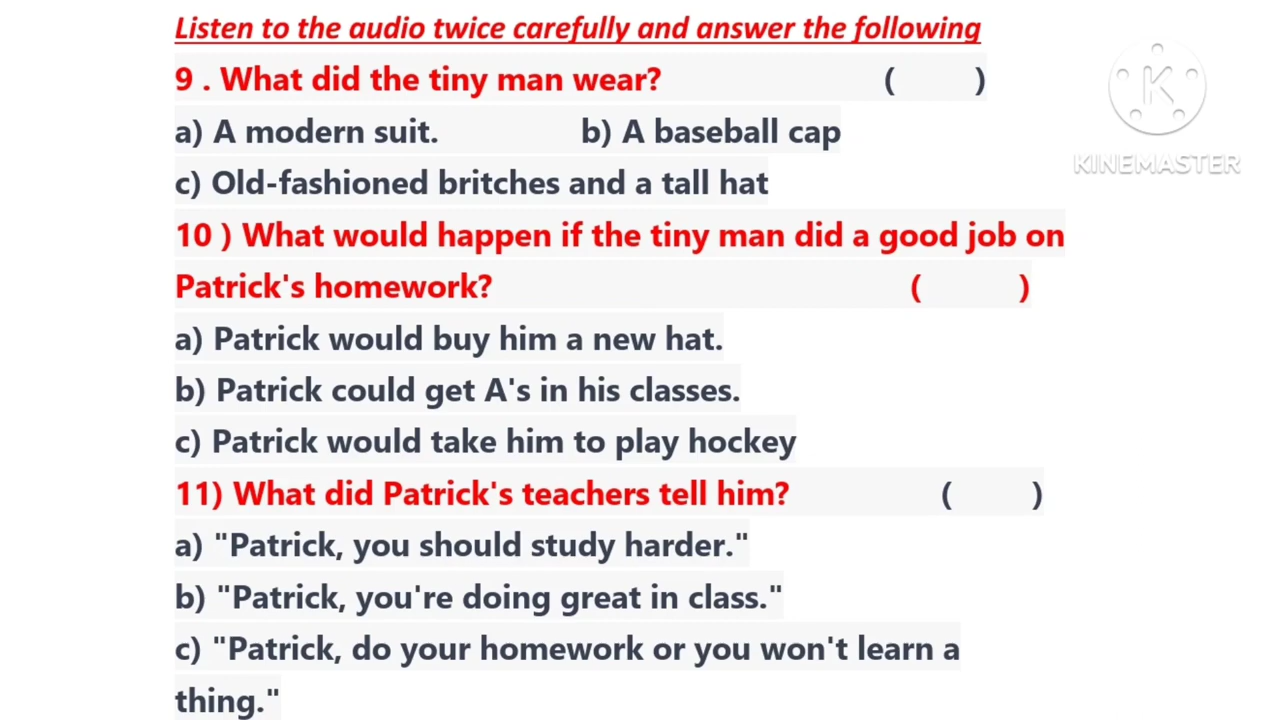 Listen to the audio twice carefully and answer the following
9 . What did the tiny man wear? ( )
a) A modern suit. b) A baseball cap
c) Old-fashioned britches and a tall hat
10 ) What would happen if the tiny man did a good job on
Patrick's homework? ( )
a) Patrick would buy him a new hat.
b) Patrick could get A's in his classes.
c) Patrick would take him to play hockey
11) What did Patrick's teachers tell him? ( )
a) "Patrick, you should study harder."
b) "Patrick, you're doing great in class."
c) "Patrick, do your homework or you won't learn a
thing."
K
KINEMASTER